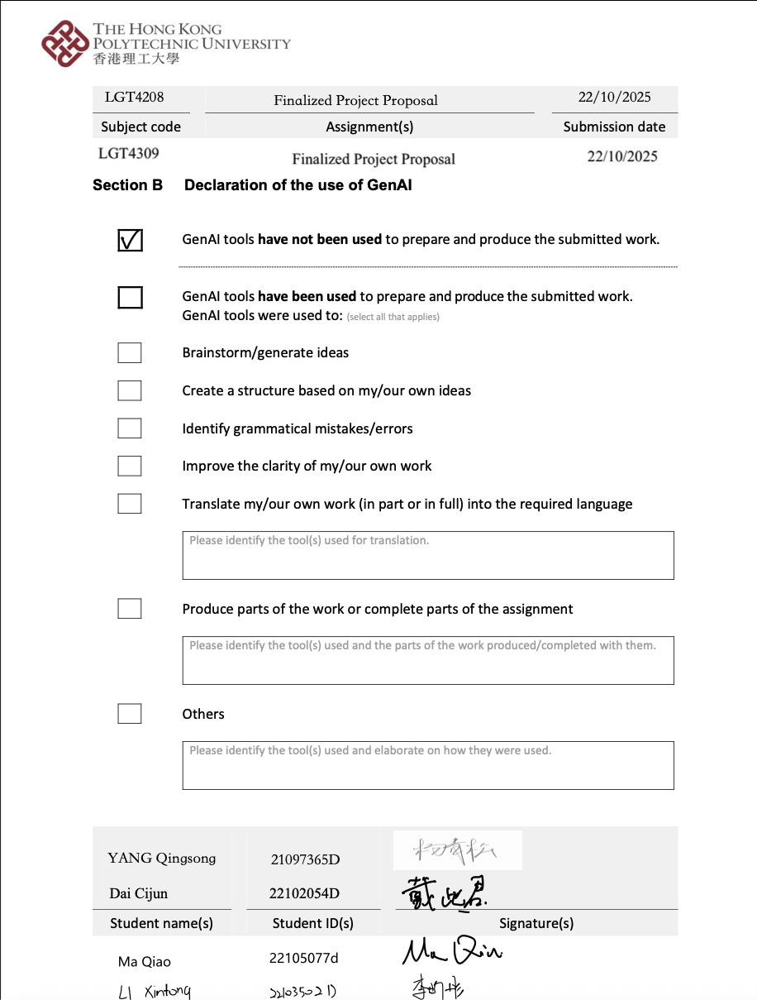 THE HONG KONG
POLYTECHNIC UNIVERSITY
香港理工大學
LGT4208 Finalized Project Proposal 22/10/2025
Subject code Assignment(s) Submission date
LGT4309 Finalized Project Proposal 22/10/2025
Section B Declaration of the use of GenAI
GenAI tools have not been used to prepare and produce the submitted work.
GenAI tools have been used to prepare and produce the submitted work.
GenAI tools were used to: (select all that applies)
Brainstorm/generate ideas
Create a structure based on my/our own ideas
Identify grammatical mistakes/errors
Improve the clarity of my/our own work
Translate my/our own work (in part or in full) into the required language
Please identify the tool(s) used for translation.
Produce parts of the work or complete parts of the assignment
Please identify the tool(s) used and the parts of the work produced/completed with them.
Others
Please identify the tool(s) used and elaborate on how they were used.
YANG Qingsong 21097365D 杨青松
Dai Cijun 22102054D 戴此君.
Student name(s) Student ID(s) Signature(s)
Ma Qiao 22105077d Ma Qiao
LI Xintong 22103502D 李